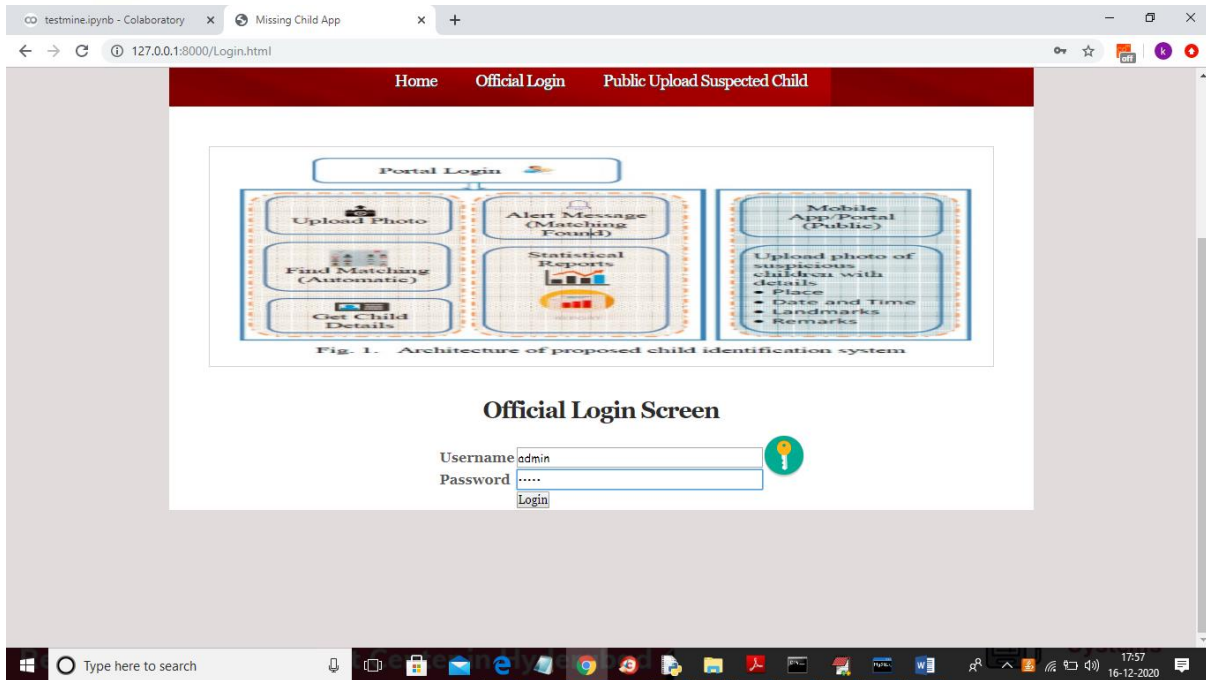 testmine.ipynb - Colaboratory
Missing Child App
127.0.0.1:8000/Login.html
off
k
Home Official Login Public Upload Suspected Child
Portal Login
Upload Photo
Find Matching
(Automatic)
Get Child
Details
Alert Message
(Matching
Found)
Statistical
Reports
Mobile
App/Portal
(Public)
Upload photo of
suspicious
children with
details
• Place
• Date and Time
• Landmarks
• Remarks
Fig. 1. Architecture of proposed child identification system
Official Login Screen
Username admin
Password .....
Login
Type here to search
17:57
16-12-2020